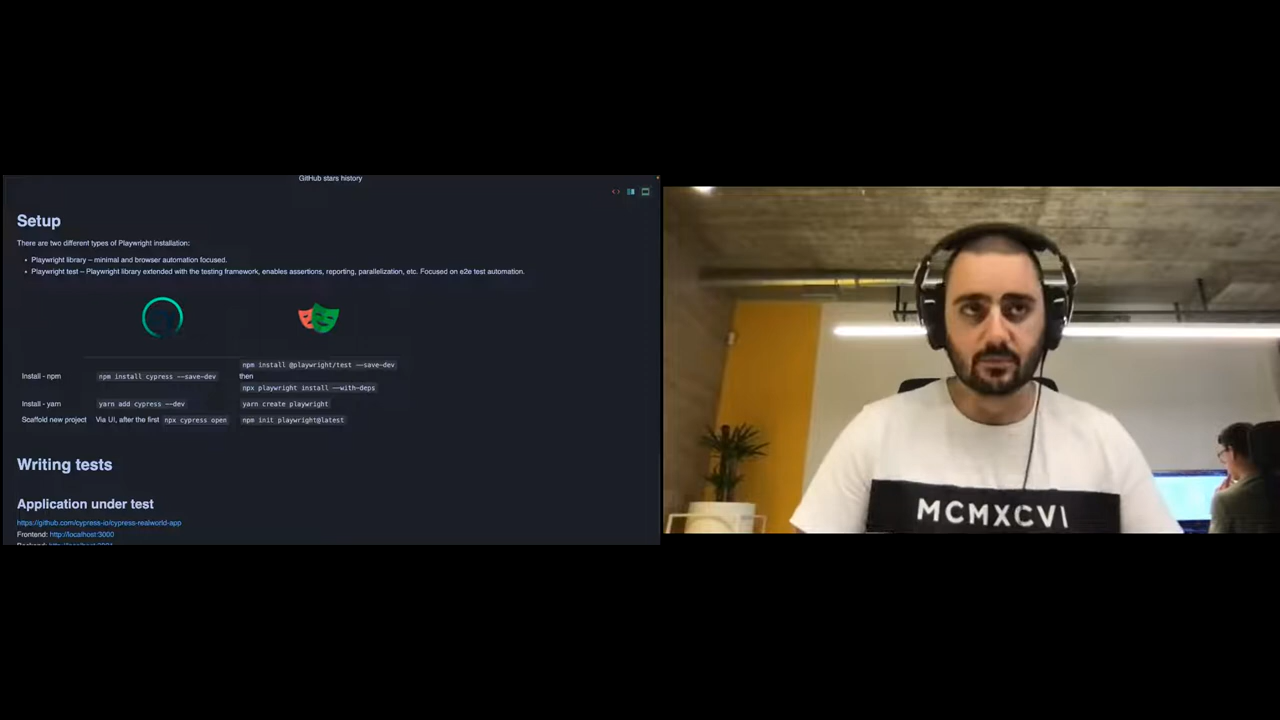 GitHub stars history
Setup
There are two different types of Playwright installation:
• Playwright library – minimal and browser automation focused.
• Playwright test – Playwright library extended with the testing framework, enables assertions, reporting, parallelization, etc. Focused on e2e test automation.
Install - npm
npm install cypress --save-dev
npm install @playwright/test --save-dev
then
npx playwright install --with-deps
Install - yarn
yarn add cypress --dev
yarn create playwright
Scaffold new project
Via UI, after the first npx cypress open
npm init playwright@latest
Writing tests
Application under test
https://github.com/cypress-io/cypress-realworld-app
Frontend: http://localhost:3000
MCMXCVI